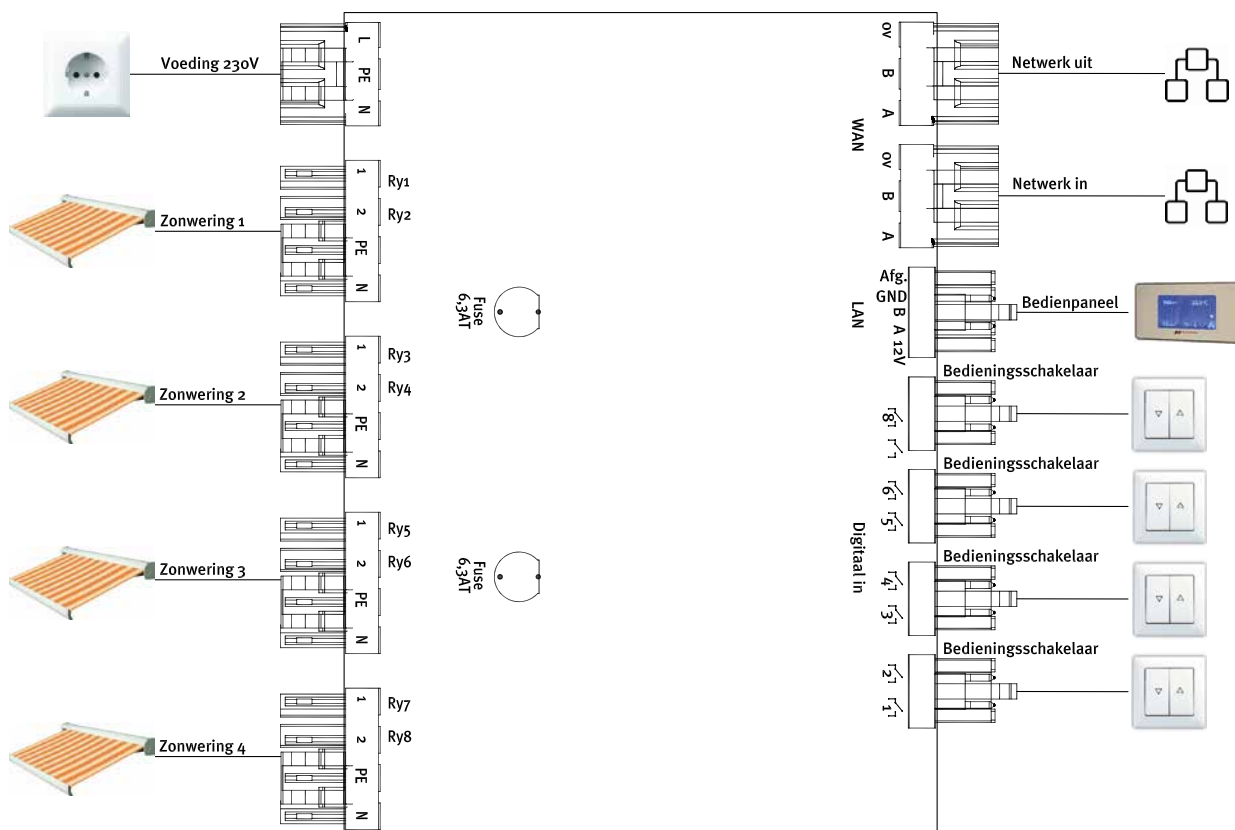 Voeding 230V
L
PE
N
Zonwering 1
1
2
PE
N
Ry1
Ry2
Zonwering 2
1
2
PE
N
Ry3
Ry4
Zonwering 3
1
2
PE
N
Ry5
Ry6
Zonwering 4
1
2
PE
N
Ry7
Ry8
Fuse
6,3AT
Fuse
6,3AT
WAN
0V
B
A
Netwerk uit
0V
B
A
Netwerk in
LAN
Afg.
GND
B
A
12V
Bedienpaneel
Digitaal in
Bedieningsschakelaar
8
Bedieningsschakelaar
6
5
Bedieningsschakelaar
4
3
Bedieningsschakelaar
2
1